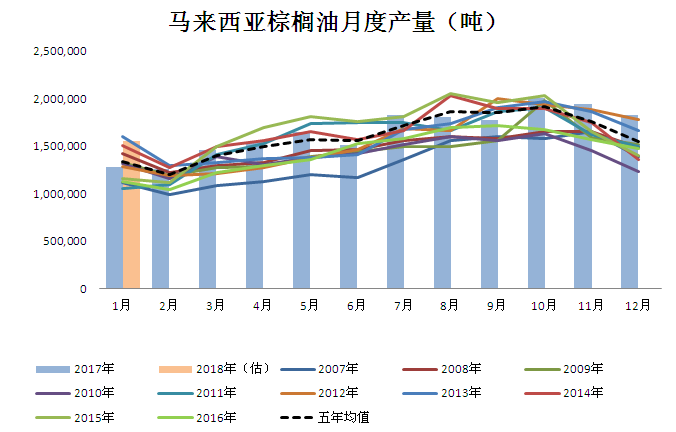 马来西亚棕榈油月度产量（吨）
2,500,000
2,000,000
1,500,000
1,000,000
500,000
0
1月 2月 3月 4月 5月 6月 7月 8月 9月 10月 11月 12月
2017年 2018年（估） 2007年 2008年 2009年
2010年 2011年 2012年 2013年 2014年
2015年 2016年 五年均值